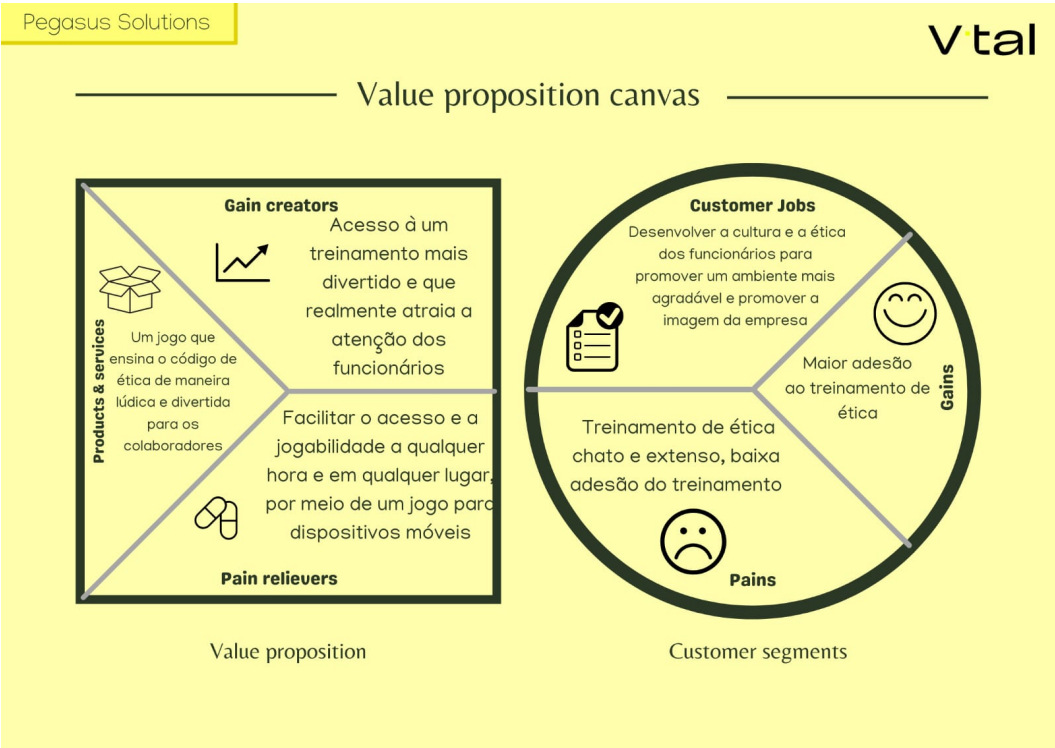 Pegasus Solutions
V.tal
Value proposition canvas
Gain creators
Acesso à um
treinamento mais
divertido e que
realmente atraia a
atenção dos
funcionários
Products & services
Um jogo que
ensina o código de
ética de maneira
lúdica e divertida
para os
colaboradores
Facilitar o acesso e a
jogabilidade a qualquer
hora e em qualquer lugar,
por meio de um jogo para
dispositivos móveis
Pain relievers
Value proposition
Customer Jobs
Desenvolver a cultura e a ética
dos funcionários para
promover um ambiente mais
agradável e promover a
imagem da empresa
Maior adesão
ao treinamento de
ética
Gains
Treinamento de ética
chato e extenso, baixa
adesão do treinamento
Pains
Customer segments